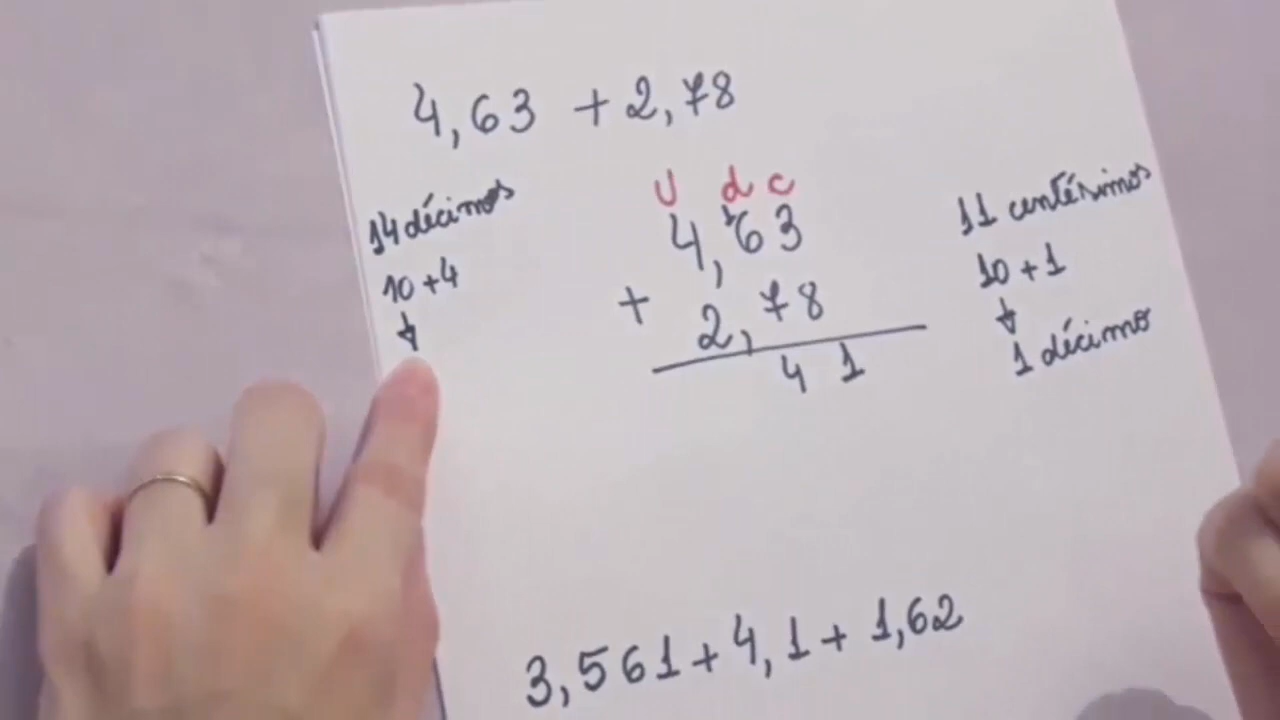 4,63 + 2,78
14 décimos
10 + 4
↓
U d c
1
4,63
+ 2,78
4 1
11 centésimos
10 + 1
↓
1 décimo
3,561 + 4,1 + 1,62